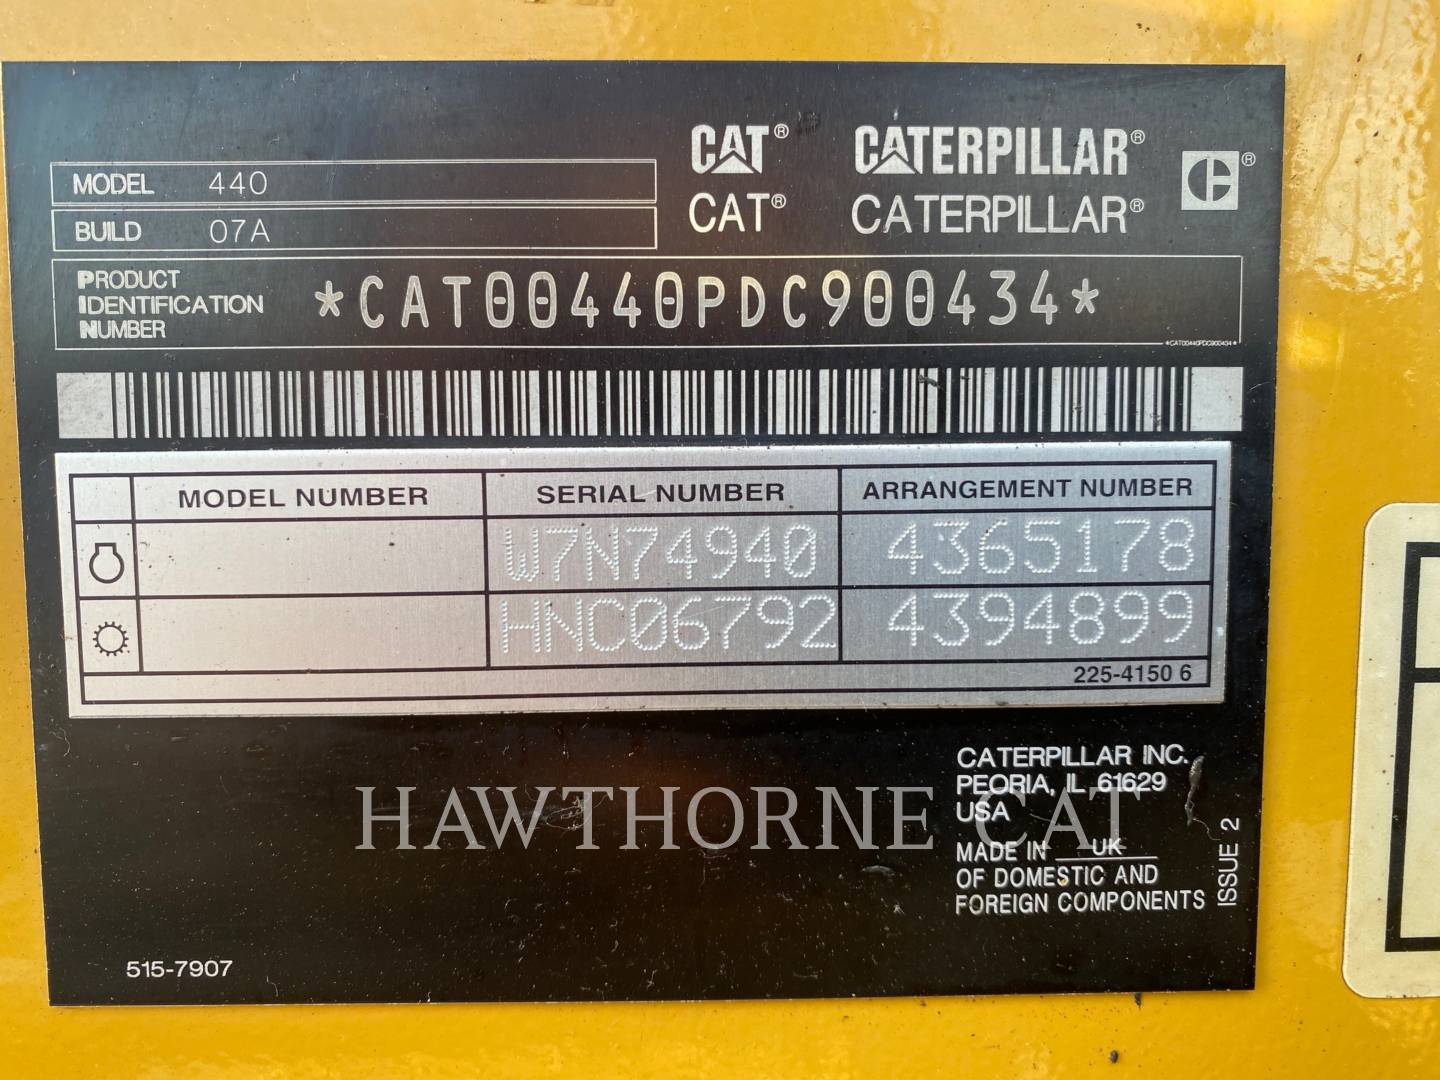 CAT® CATERPILLAR® ®
CAT® CATERPILLAR®
MODEL 440
BUILD 07A
PRODUCT
IDENTIFICATION
NUMBER
*CAT00440PDC900434*
*CAT00440PDC900434*
MODEL NUMBER SERIAL NUMBER ARRANGEMENT NUMBER
W7N74940 4365178
HNC06792 4394899
225-4150 6
CATERPILLAR INC.
PEORIA, IL 61629
USA
HAWTHORNE CAT
MADE IN UK
OF DOMESTIC AND
FOREIGN COMPONENTS
ISSUE 2
515-7907